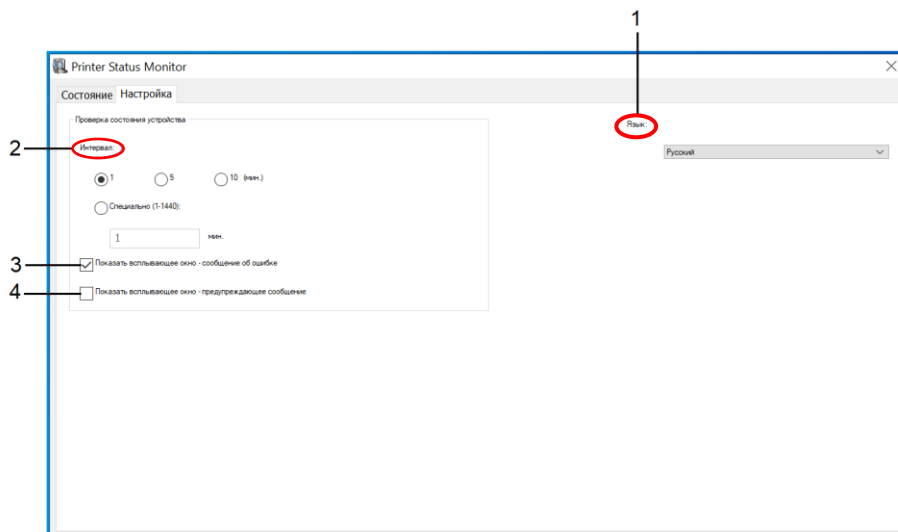 1
Printer Status Monitor
Состояние Настройка
Проверка состояния устройства
Язык:
2
Интервал:
Русский
1 5 10 (мин.)
Специально (1-1440):
1 мин.
3 Показать всплывающее окно - сообщение об ошибке
4 Показать всплывающее окно - предупреждающее сообщение